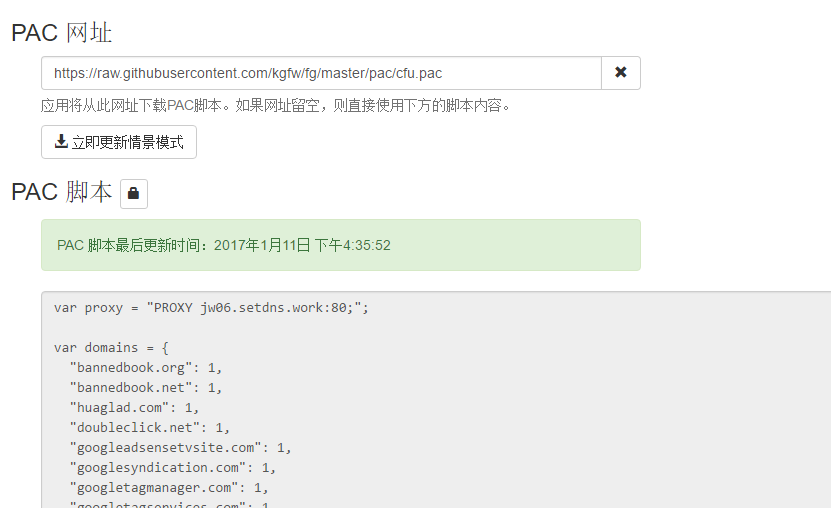 PAC 网址
https://raw.githubusercontent.com/kgfw/fg/master/pac/cfu.pac
应用将从此网址下载PAC脚本。如果网址留空，则直接使用下方的脚本内容。
立即更新情景模式
PAC 脚本
PAC 脚本最后更新时间：2017年1月11日 下午4:35:52
var proxy = "PROXY jw06.setdns.work:80;";
var domains = {
"bannedbook.org": 1,
"bannedbook.net": 1,
"huaglad.com": 1,
"doubleclick.net": 1,
"googleadsensetvsite.com": 1,
"googlesyndication.com": 1,
"googletagmanager.com": 1,
"googletagservices.com": 1